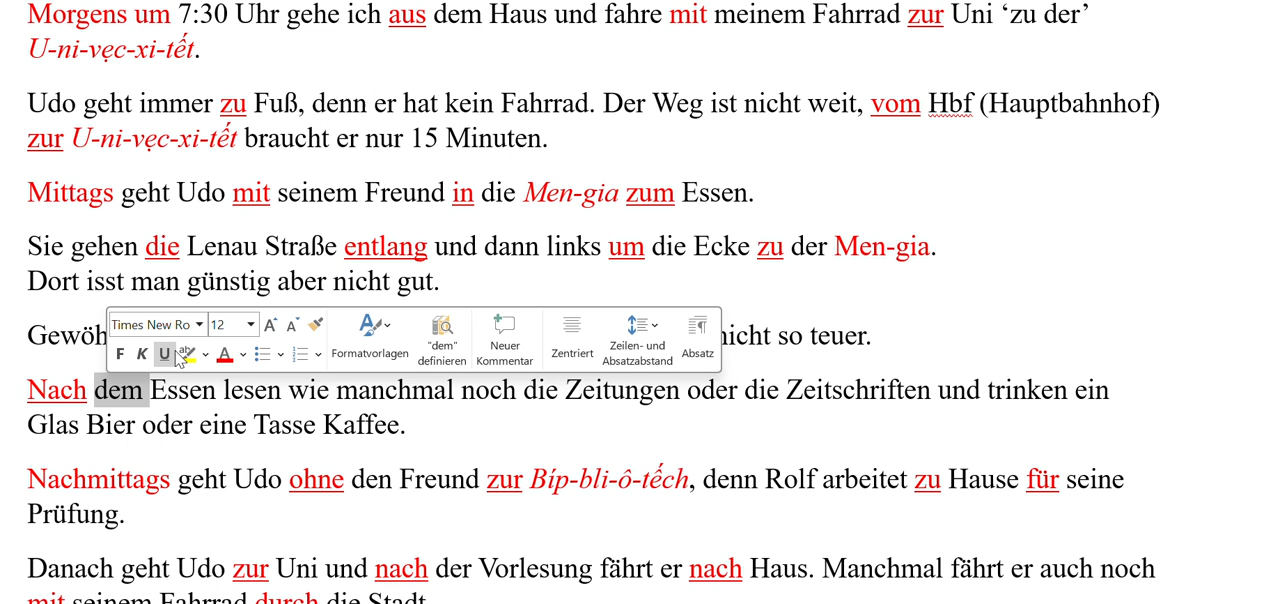 Morgens um 7:30 Uhr gehe ich aus dem Haus und fahre mit meinem Fahrrad zur Uni ‘zu der’
U-ni-vẹc-xi-tết.
Udo geht immer zu Fuß, denn er hat kein Fahrrad. Der Weg ist nicht weit, vom Hbf (Hauptbahnhof)
zur U-ni-vẹc-xi-tết braucht er nur 15 Minuten.
Mittags geht Udo mit seinem Freund in die Men-gia zum Essen.
Sie gehen die Lenau Straße entlang und dann links um die Ecke zu der Men-gia.
Dort isst man günstig aber nicht gut.
Gewöh nicht so teuer.
Times New Ro 12
"dem" definieren
Neuer Kommentar
Zeilen- und Absatzabstand
F K U A Formatvorlagen Zentriert Absatz
Nach dem Essen lesen wie manchmal noch die Zeitungen oder die Zeitschriften und trinken ein
Glas Bier oder eine Tasse Kaffee.
Nachmittags geht Udo ohne den Freund zur Bíp-bli-ô-tếch, denn Rolf arbeitet zu Hause für seine
Prüfung.
Danach geht Udo zur Uni und nach der Vorlesung fährt er nach Haus. Manchmal fährt er auch noch
mit seinem Fahrrad durch die Stadt